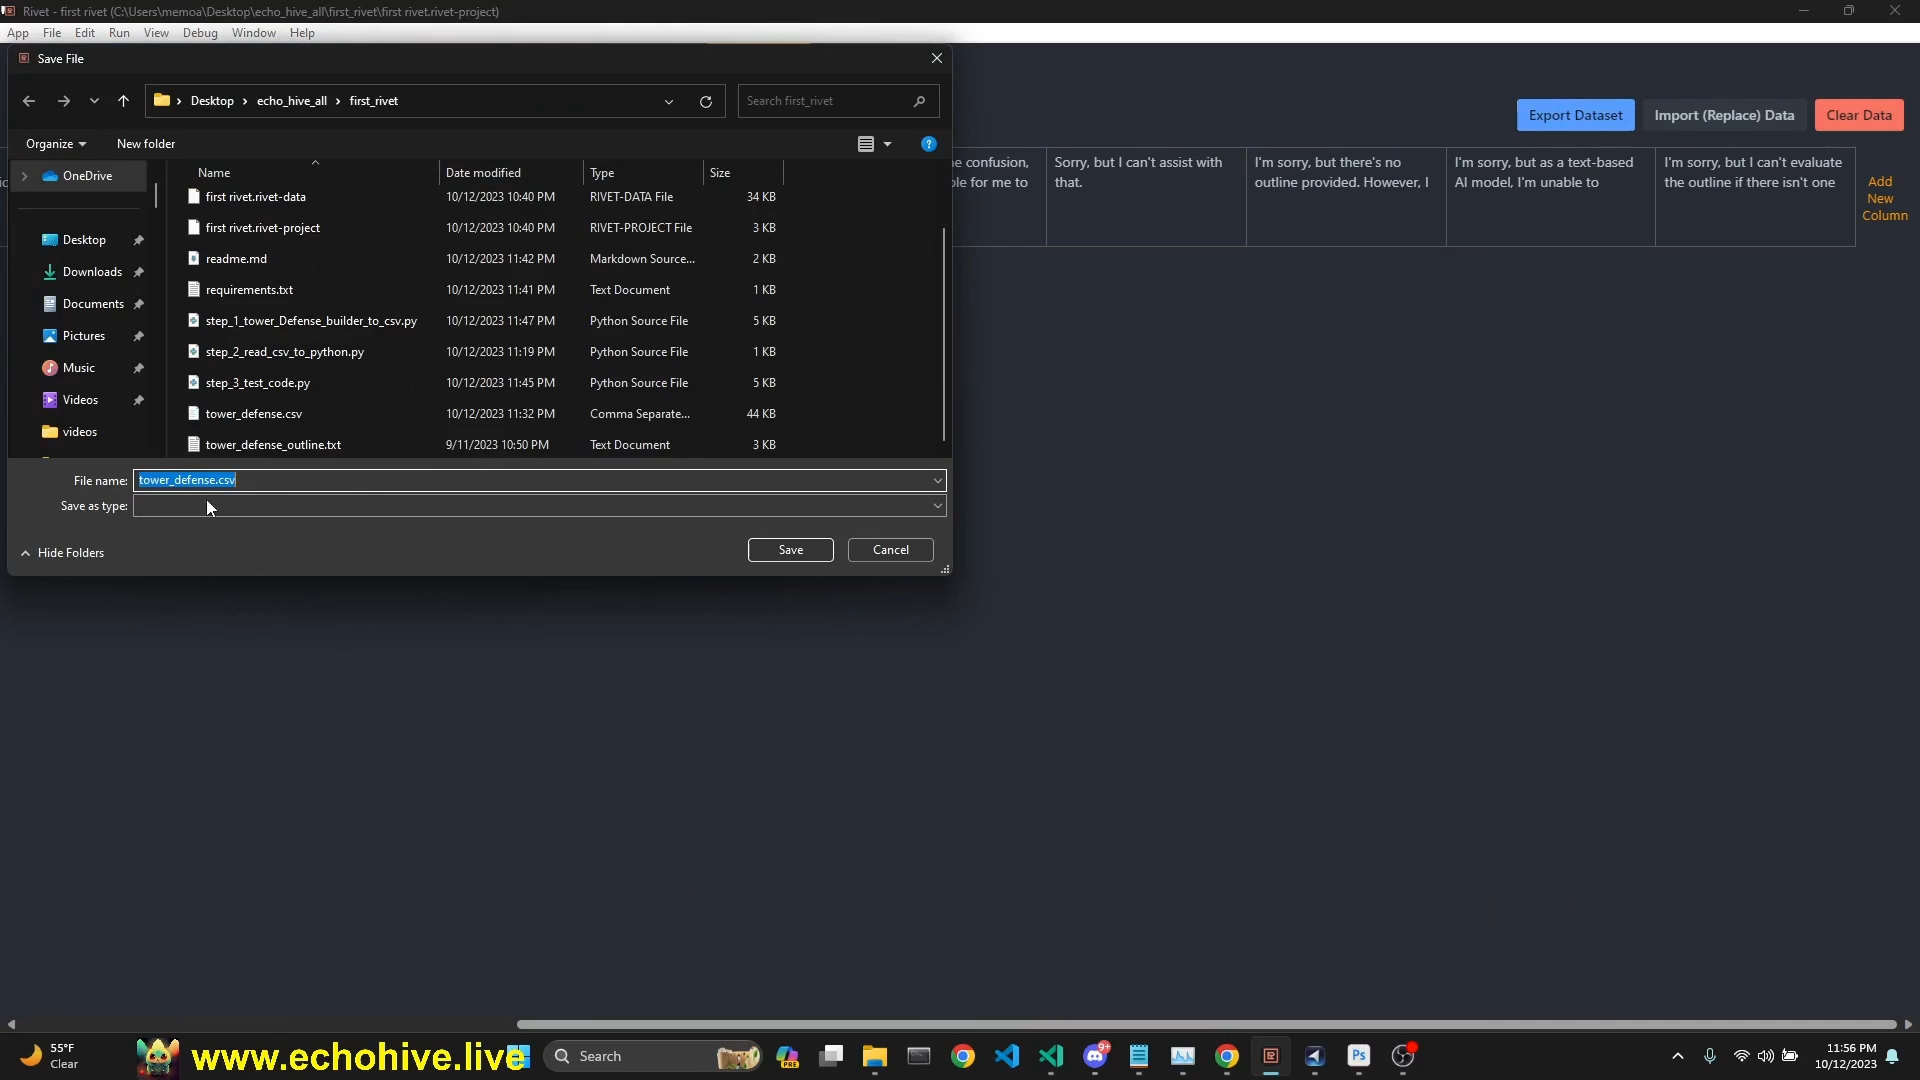 Rivet - first rivet (C:\Users\memoa\Desktop\echo_hive_all\first_rivet\first rivet.rivet-project)
App File Edit Run View Debug Window Help
Save File
Desktop > echo_hive_all > first_rivet
Search first_rivet
Organize New folder
Export Dataset Import (Replace) Data Clear Data
OneDrive
Desktop
Downloads
Documents
Pictures
Music
Videos
videos
Name Date modified Type Size
first rivet.rivet-data 10/12/2023 10:40 PM RIVET-DATA File 34 KB
first rivet.rivet-project 10/12/2023 10:40 PM RIVET-PROJECT File 3 KB
readme.md 10/12/2023 11:42 PM Markdown Source... 2 KB
requirements.txt 10/12/2023 11:41 PM Text Document 1 KB
step_1_tower_Defense_builder_to_csv.py 10/12/2023 11:47 PM Python Source File 5 KB
step_2_read_csv_to_python.py 10/12/2023 11:19 PM Python Source File 1 KB
step_3_test_code.py 10/12/2023 11:45 PM Python Source File 5 KB
tower_defense.csv 10/12/2023 11:32 PM Comma Separate... 44 KB
tower_defense_outline.txt 9/11/2023 10:50 PM Text Document 3 KB
File name: tower_defense.csv
Save as type:
Hide Folders
Save Cancel
e confusion,
le for me to
Sorry, but I can't assist with
that.
I'm sorry, but there's no
outline provided. However, I
I'm sorry, but as a text-based
AI model, I'm unable to
I'm sorry, but I can't evaluate
the outline if there isn't one
Add
New
Column
55°F
Clear
www.echohive.live
Search
PRE
9+
Ps
11:56 PM
10/12/2023